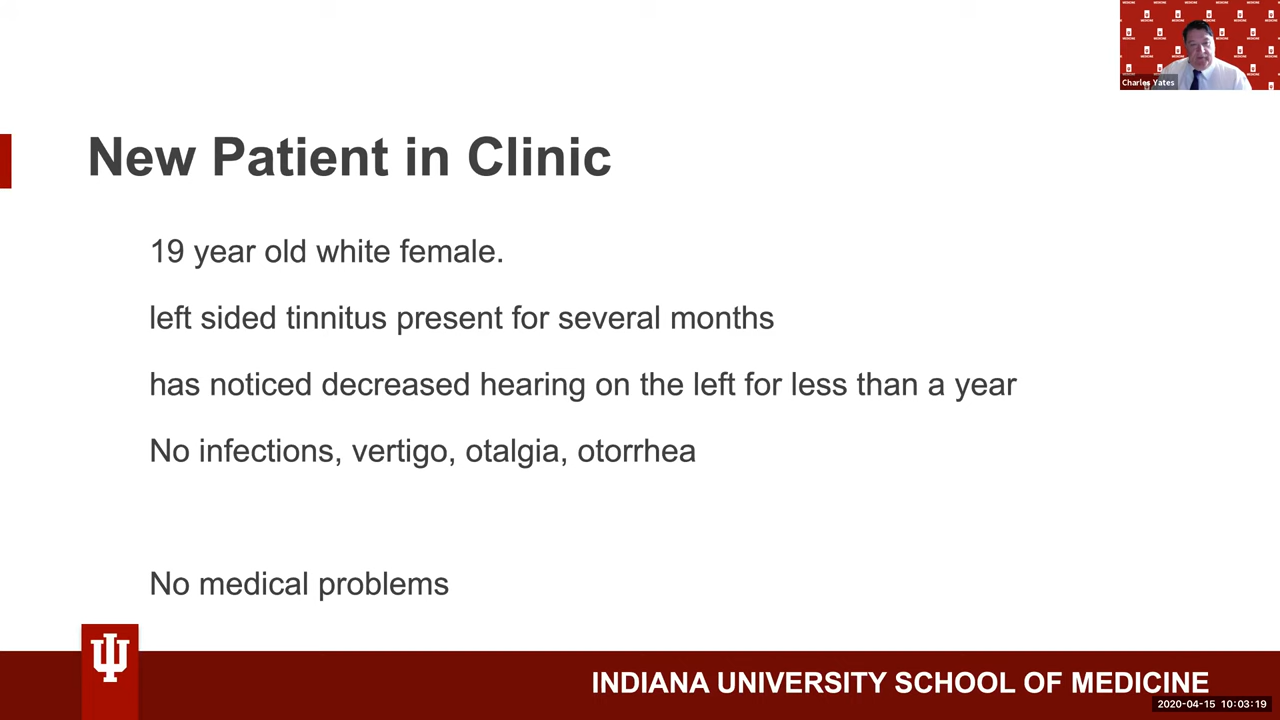 Charles Yates
New Patient in Clinic
19 year old white female.
left sided tinnitus present for several months
has noticed decreased hearing on the left for less than a year
No infections, vertigo, otalgia, otorrhea
No medical problems
INDIANA UNIVERSITY SCHOOL OF MEDICINE
2020-04-15 10:03:19